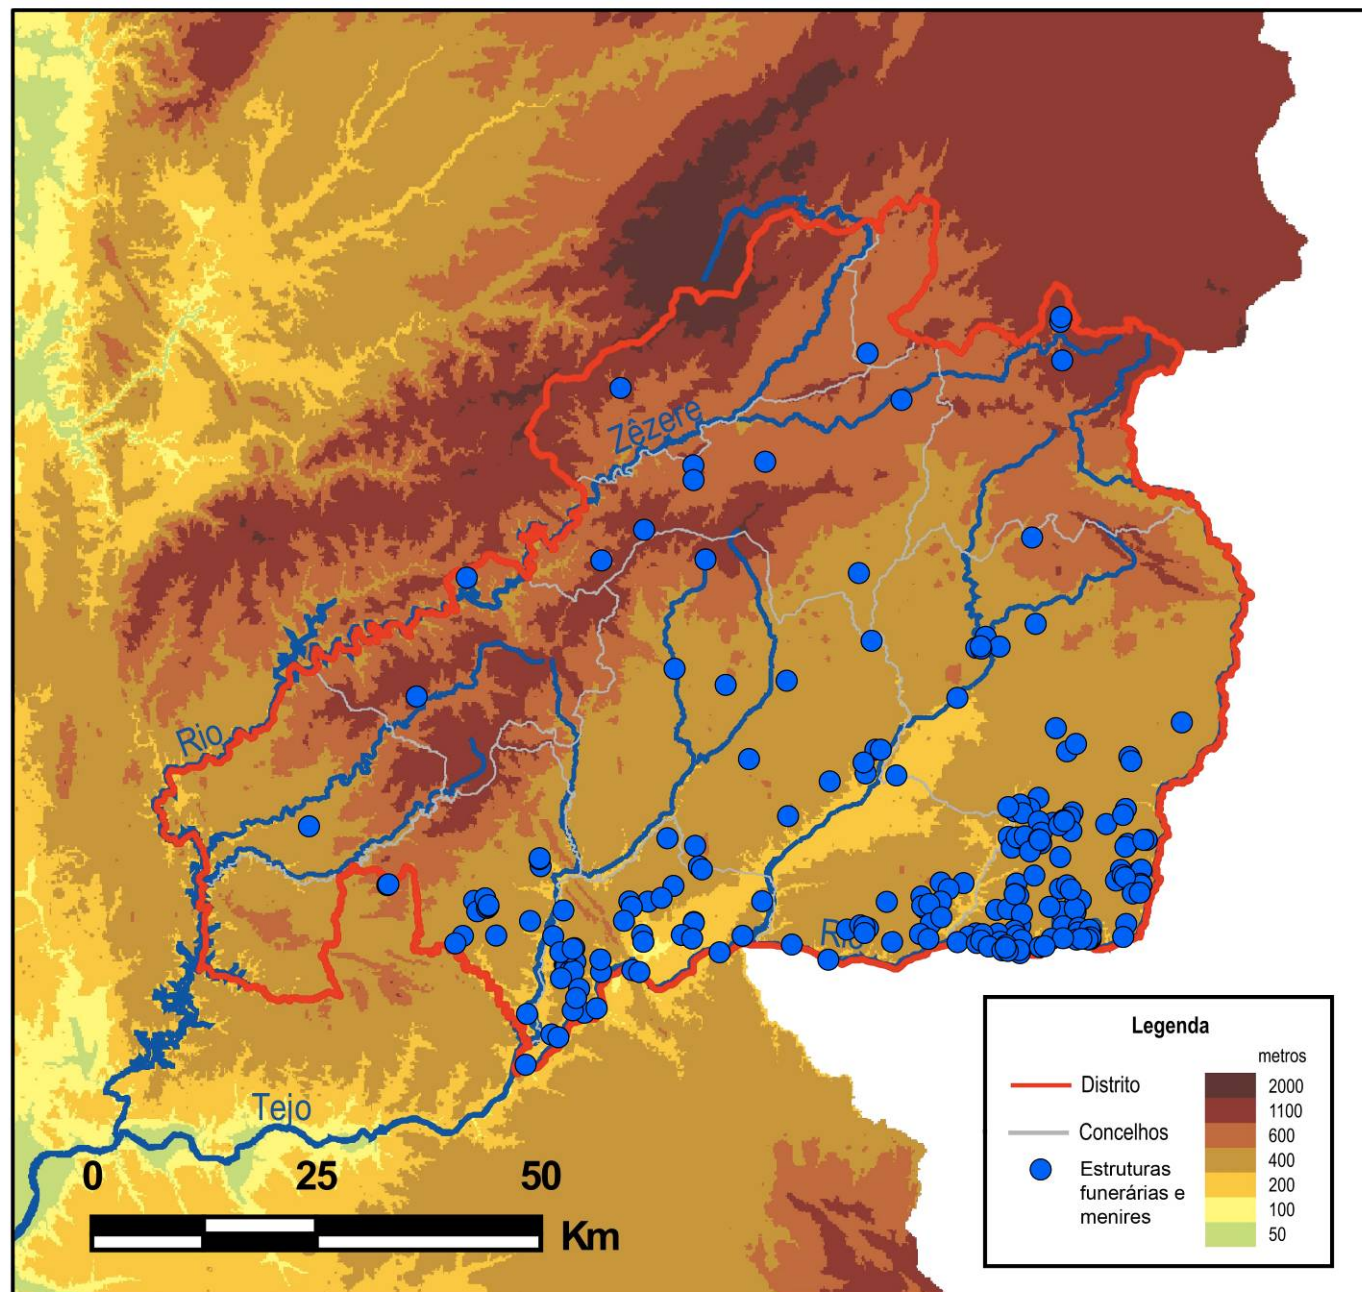 Zêzere
Rio
Rio
Tejo
0 25 50
Km
Legenda
metros
Distrito
Concelhos
Estruturas
funerárias e
menires
2000
1100
600
400
200
100
50